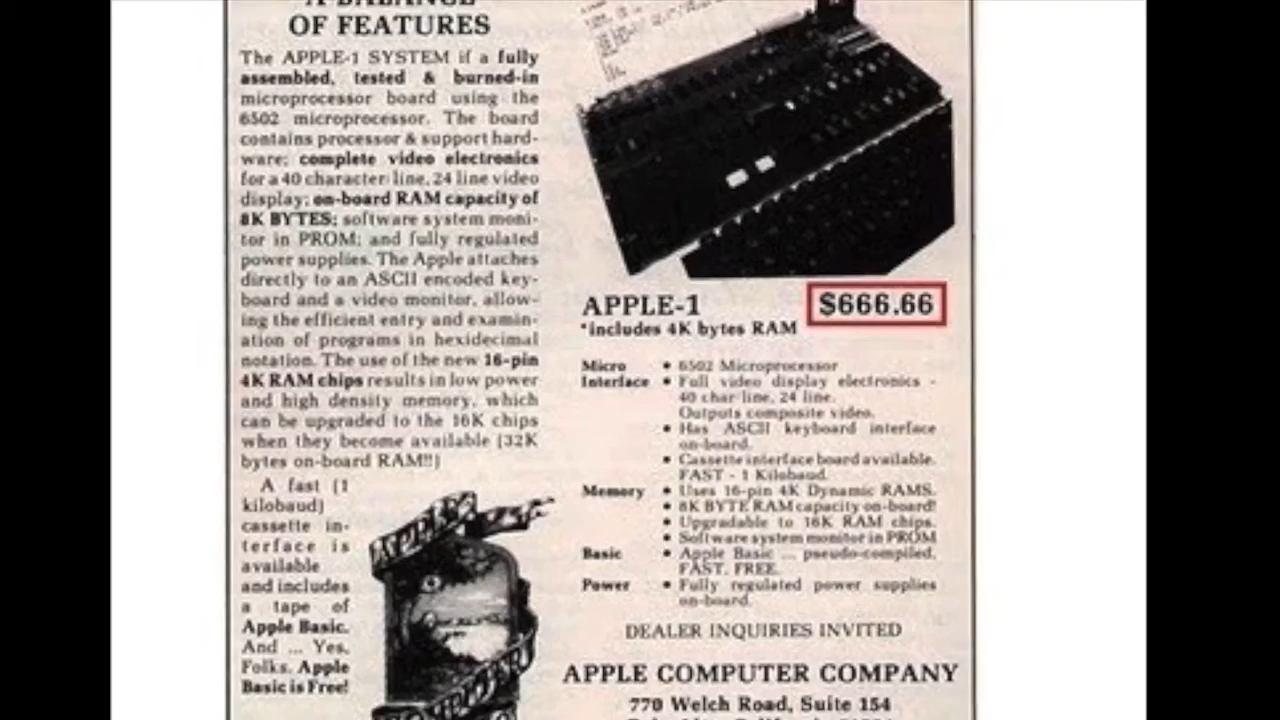 A BALANCE
OF FEATURES
The APPLE-1 SYSTEM if a fully
assembled, tested & burned-in
microprocessor board using the
6502 microprocessor. The board
contains processor & support hard-
ware; complete video electronics
for a 40 character/line, 24 line video
display; on-board RAM capacity of
8K BYTES; software system moni-
tor in PROM; and fully regulated
power supplies. The Apple attaches
directly to an ASCII encoded key-
board and a video monitor, allow-
ing the efficient entry and examin-
ation of programs in hexidecimal
notation. The use of the new 16-pin
4K RAM chips results in low power
and high density memory, which
can be upgraded to the 16K chips
when they become available (32K
bytes on-board RAM!!)
A fast (1
kilobaud)
cassette in-
terface is
available
and includes
a tape of
Apple Basic.
And ... Yes,
Folks, Apple
Basic is Free!
APPLE
COMPUTER
APPLE-1 $666.66
*includes 4K bytes RAM
Micro • 6502 Microprocessor
Interface • Full video display electronics -
40 char/line, 24 line.
Outputs composite video.
• Has ASCII keyboard interface
on-board.
• Cassette interface board available.
FAST - 1 Kilobaud.
Memory • Uses 16-pin 4K Dynamic RAMS.
• 8K BYTE RAM capacity on-board!
• Upgradable to 16K RAM chips.
• Software system monitor in PROM
Basic • Apple Basic ... pseudo-compiled.
FAST. FREE.
Power • Fully regulated power supplies
on-board.
DEALER INQUIRIES INVITED
APPLE COMPUTER COMPANY
770 Welch Road, Suite 154